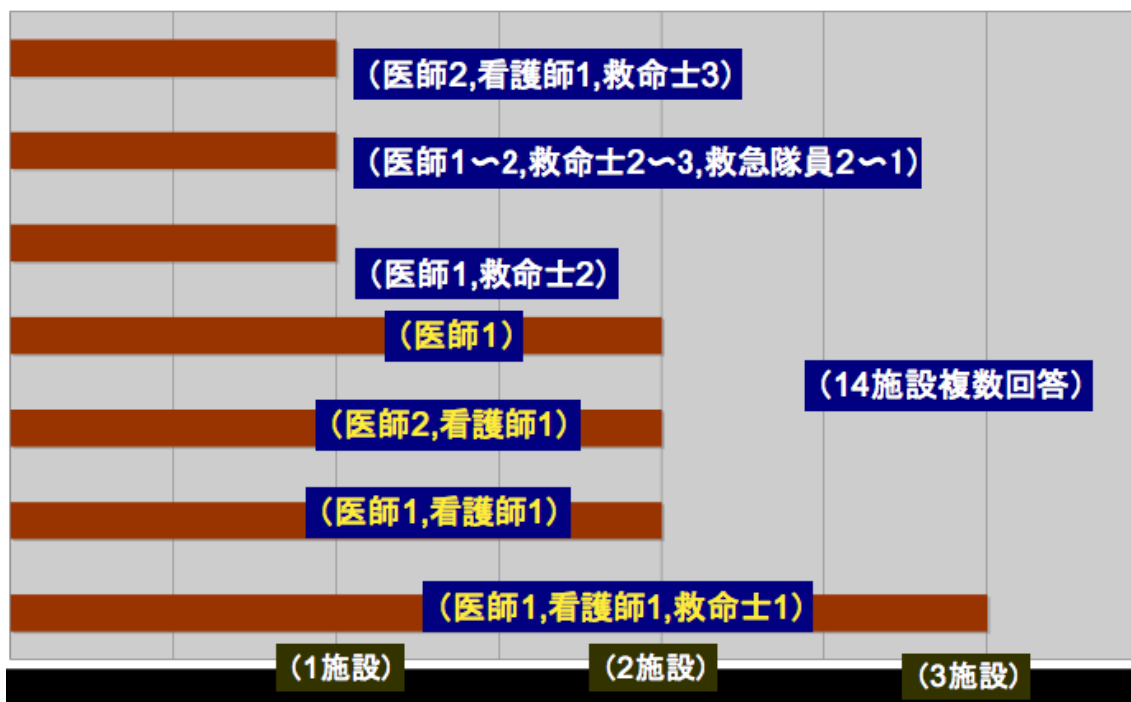 （医師2,看護師1,救命士3）
（医師1〜2,救命士2〜3,救急隊員2〜1）
（医師1,救命士2）
（医師1）
（14施設複数回答）
（医師2,看護師1）
（医師1,看護師1）
（医師1,看護師1,救命士1）
（1施設）
（2施設）
（3施設）